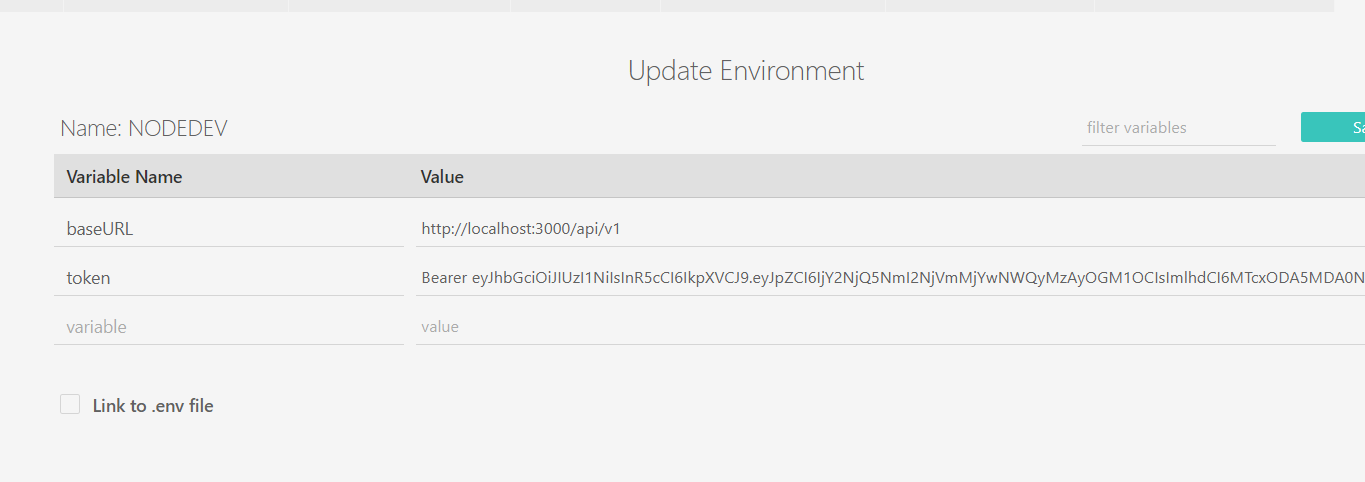 Update Environment
Name: NODEDEV
filter variables
Variable Name Value
baseURL http://localhost:3000/api/v1
token Bearer eyJhbGciOiJIUzI1NiIsInR5cCI6IkpXVCJ9.eyJpZCI6IjY2NjQ5NmI2NjVmMjYwNWQyMzAyOGM1OCIsImlhdCI6MTcxODA5MDA0N
variable value
Link to .env file